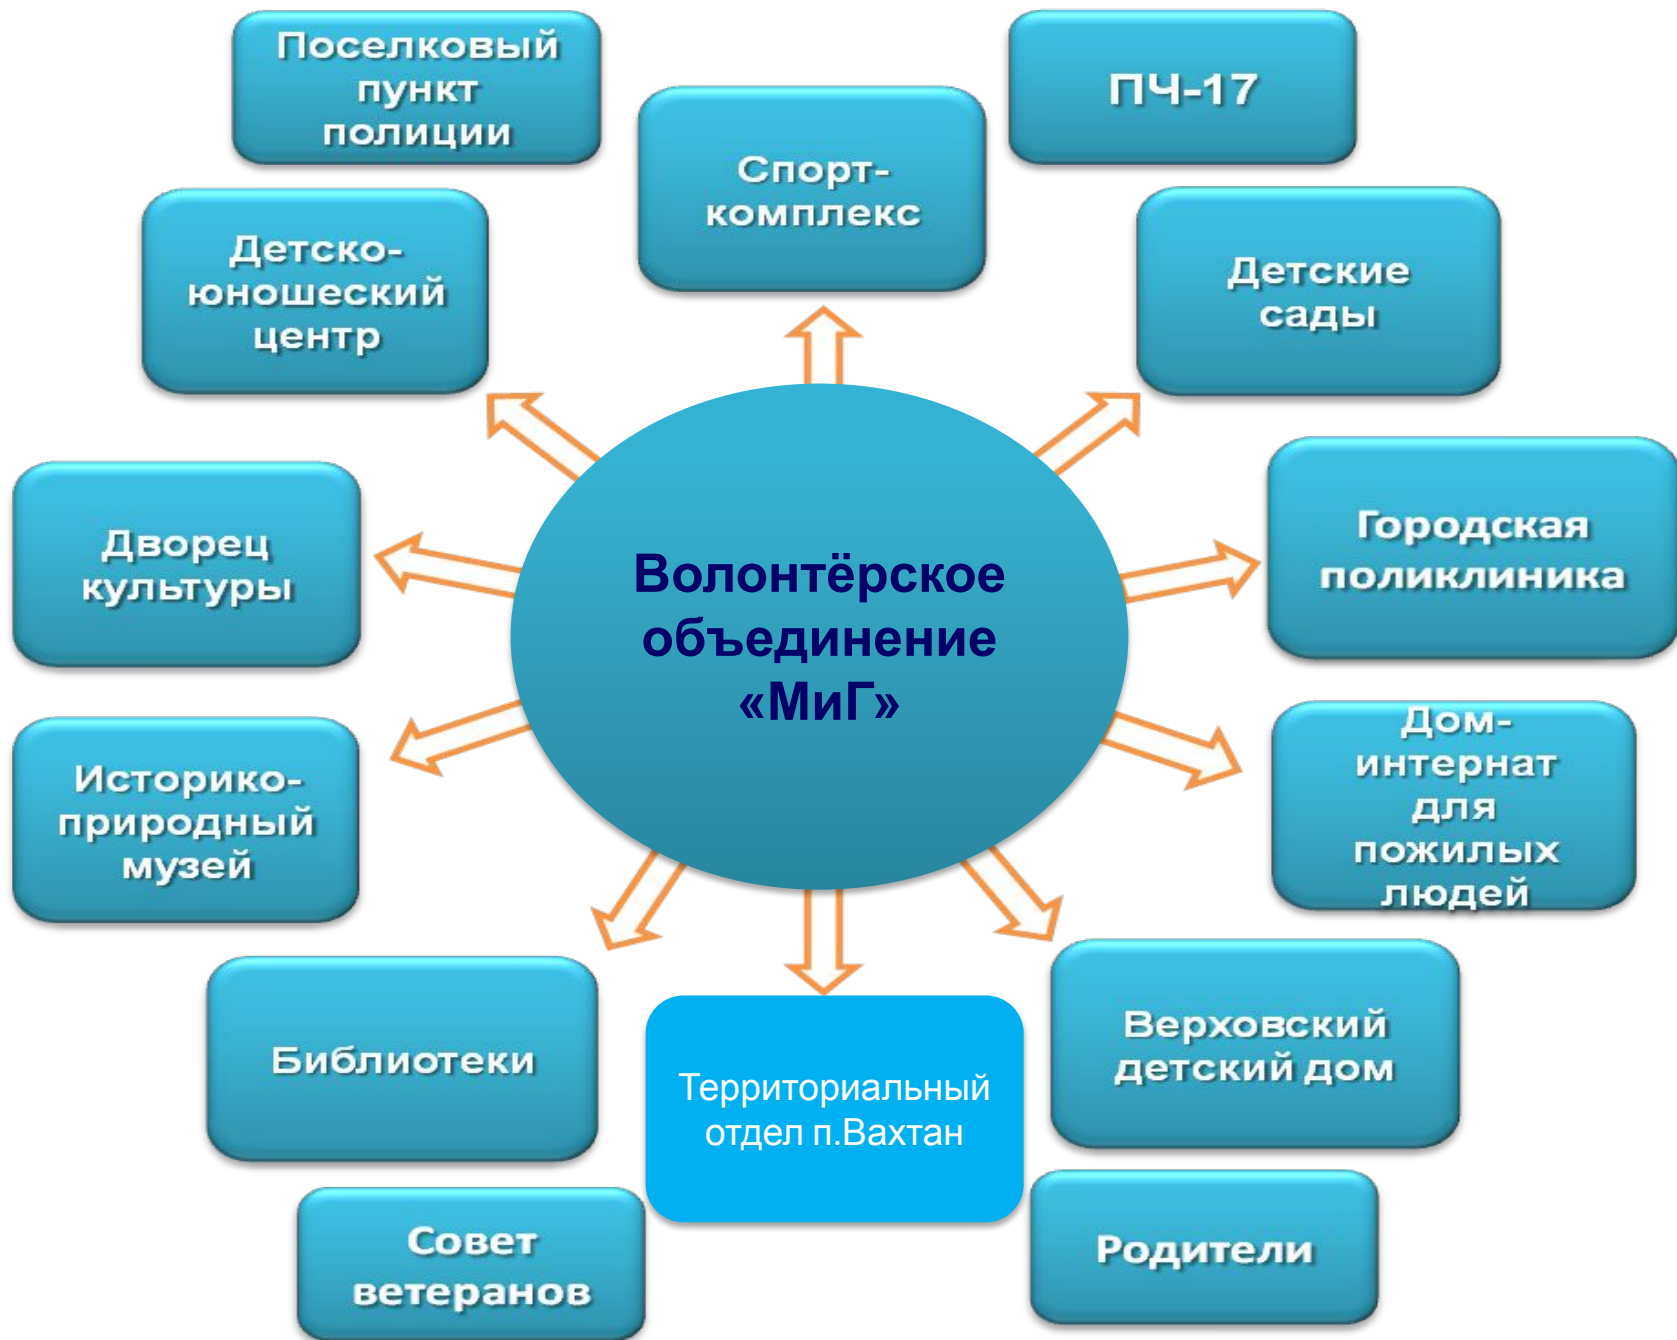 Поселковый
пункт
полиции
ПЧ-17
Спорт-
комплекс
Детско-
юношеский
центр
Детские
сады
Дворец
культуры
Волонтёрское
объединение
«МиГ»
Городская
поликлиника
Историко-
природный
музей
Дом-
интернат
для
пожилых
людей
Библиотеки
Территориальный
отдел п.Вахтан
Верховский
детский дом
Совет
ветеранов
Родители